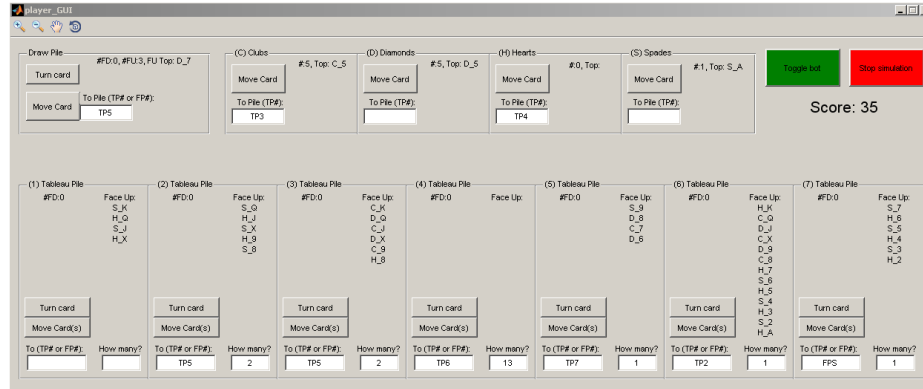 player_GUI
Draw Pile
#FD:0, #FU:3, FU Top: D_7
Turn card
Move Card
To Pile (TP# or FP#):
TP5
(C) Clubs
#:5, Top: C_5
Move Card
To Pile (TP#):
TP3
(D) Diamonds
#:5, Top: D_5
Move Card
To Pile (TP#):
(H) Hearts
#:0, Top:
Move Card
To Pile (TP#):
TP4
(S) Spades
#:1, Top: S_A
Move Card
To Pile (TP#):
Toggle bot
Stop simulation
Score: 35
(1) Tableau Pile
#FD:0
Face Up:
S_K
H_Q
S_J
H_X
Turn card
Move Card(s)
To (TP# or FP#):
How many?
(2) Tableau Pile
#FD:0
Face Up:
S_Q
H_J
S_X
H_9
S_8
Turn card
Move Card(s)
To (TP# or FP#):
How many?
TP5
2
(3) Tableau Pile
#FD:0
Face Up:
C_K
D_Q
C_J
D_X
C_9
H_8
Turn card
Move Card(s)
To (TP# or FP#):
How many?
TP5
2
(4) Tableau Pile
#FD:0
Face Up:
Turn card
Move Card(s)
To (TP# or FP#):
How many?
TP6
13
(5) Tableau Pile
#FD:0
Face Up:
S_9
D_8
C_7
D_6
Turn card
Move Card(s)
To (TP# or FP#):
How many?
TP7
1
(6) Tableau Pile
#FD:0
Face Up:
H_K
C_Q
D_J
C_X
D_9
C_8
H_7
S_6
H_5
S_4
H_3
S_2
H_A
Turn card
Move Card(s)
To (TP# or FP#):
How many?
TP2
1
(7) Tableau Pile
#FD:0
Face Up:
S_7
H_6
S_5
H_4
S_3
H_2
Turn card
Move Card(s)
To (TP# or FP#):
How many?
FPS
1